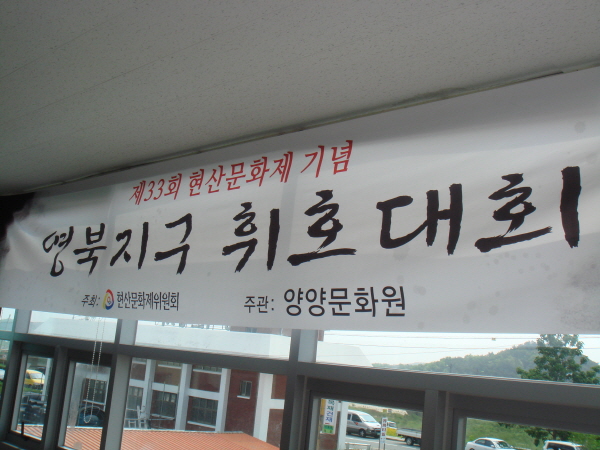 제33회 현산문화제 기념
영북지구 휘호대회
주최: 현산문화제위원회 주관: 양양문화원